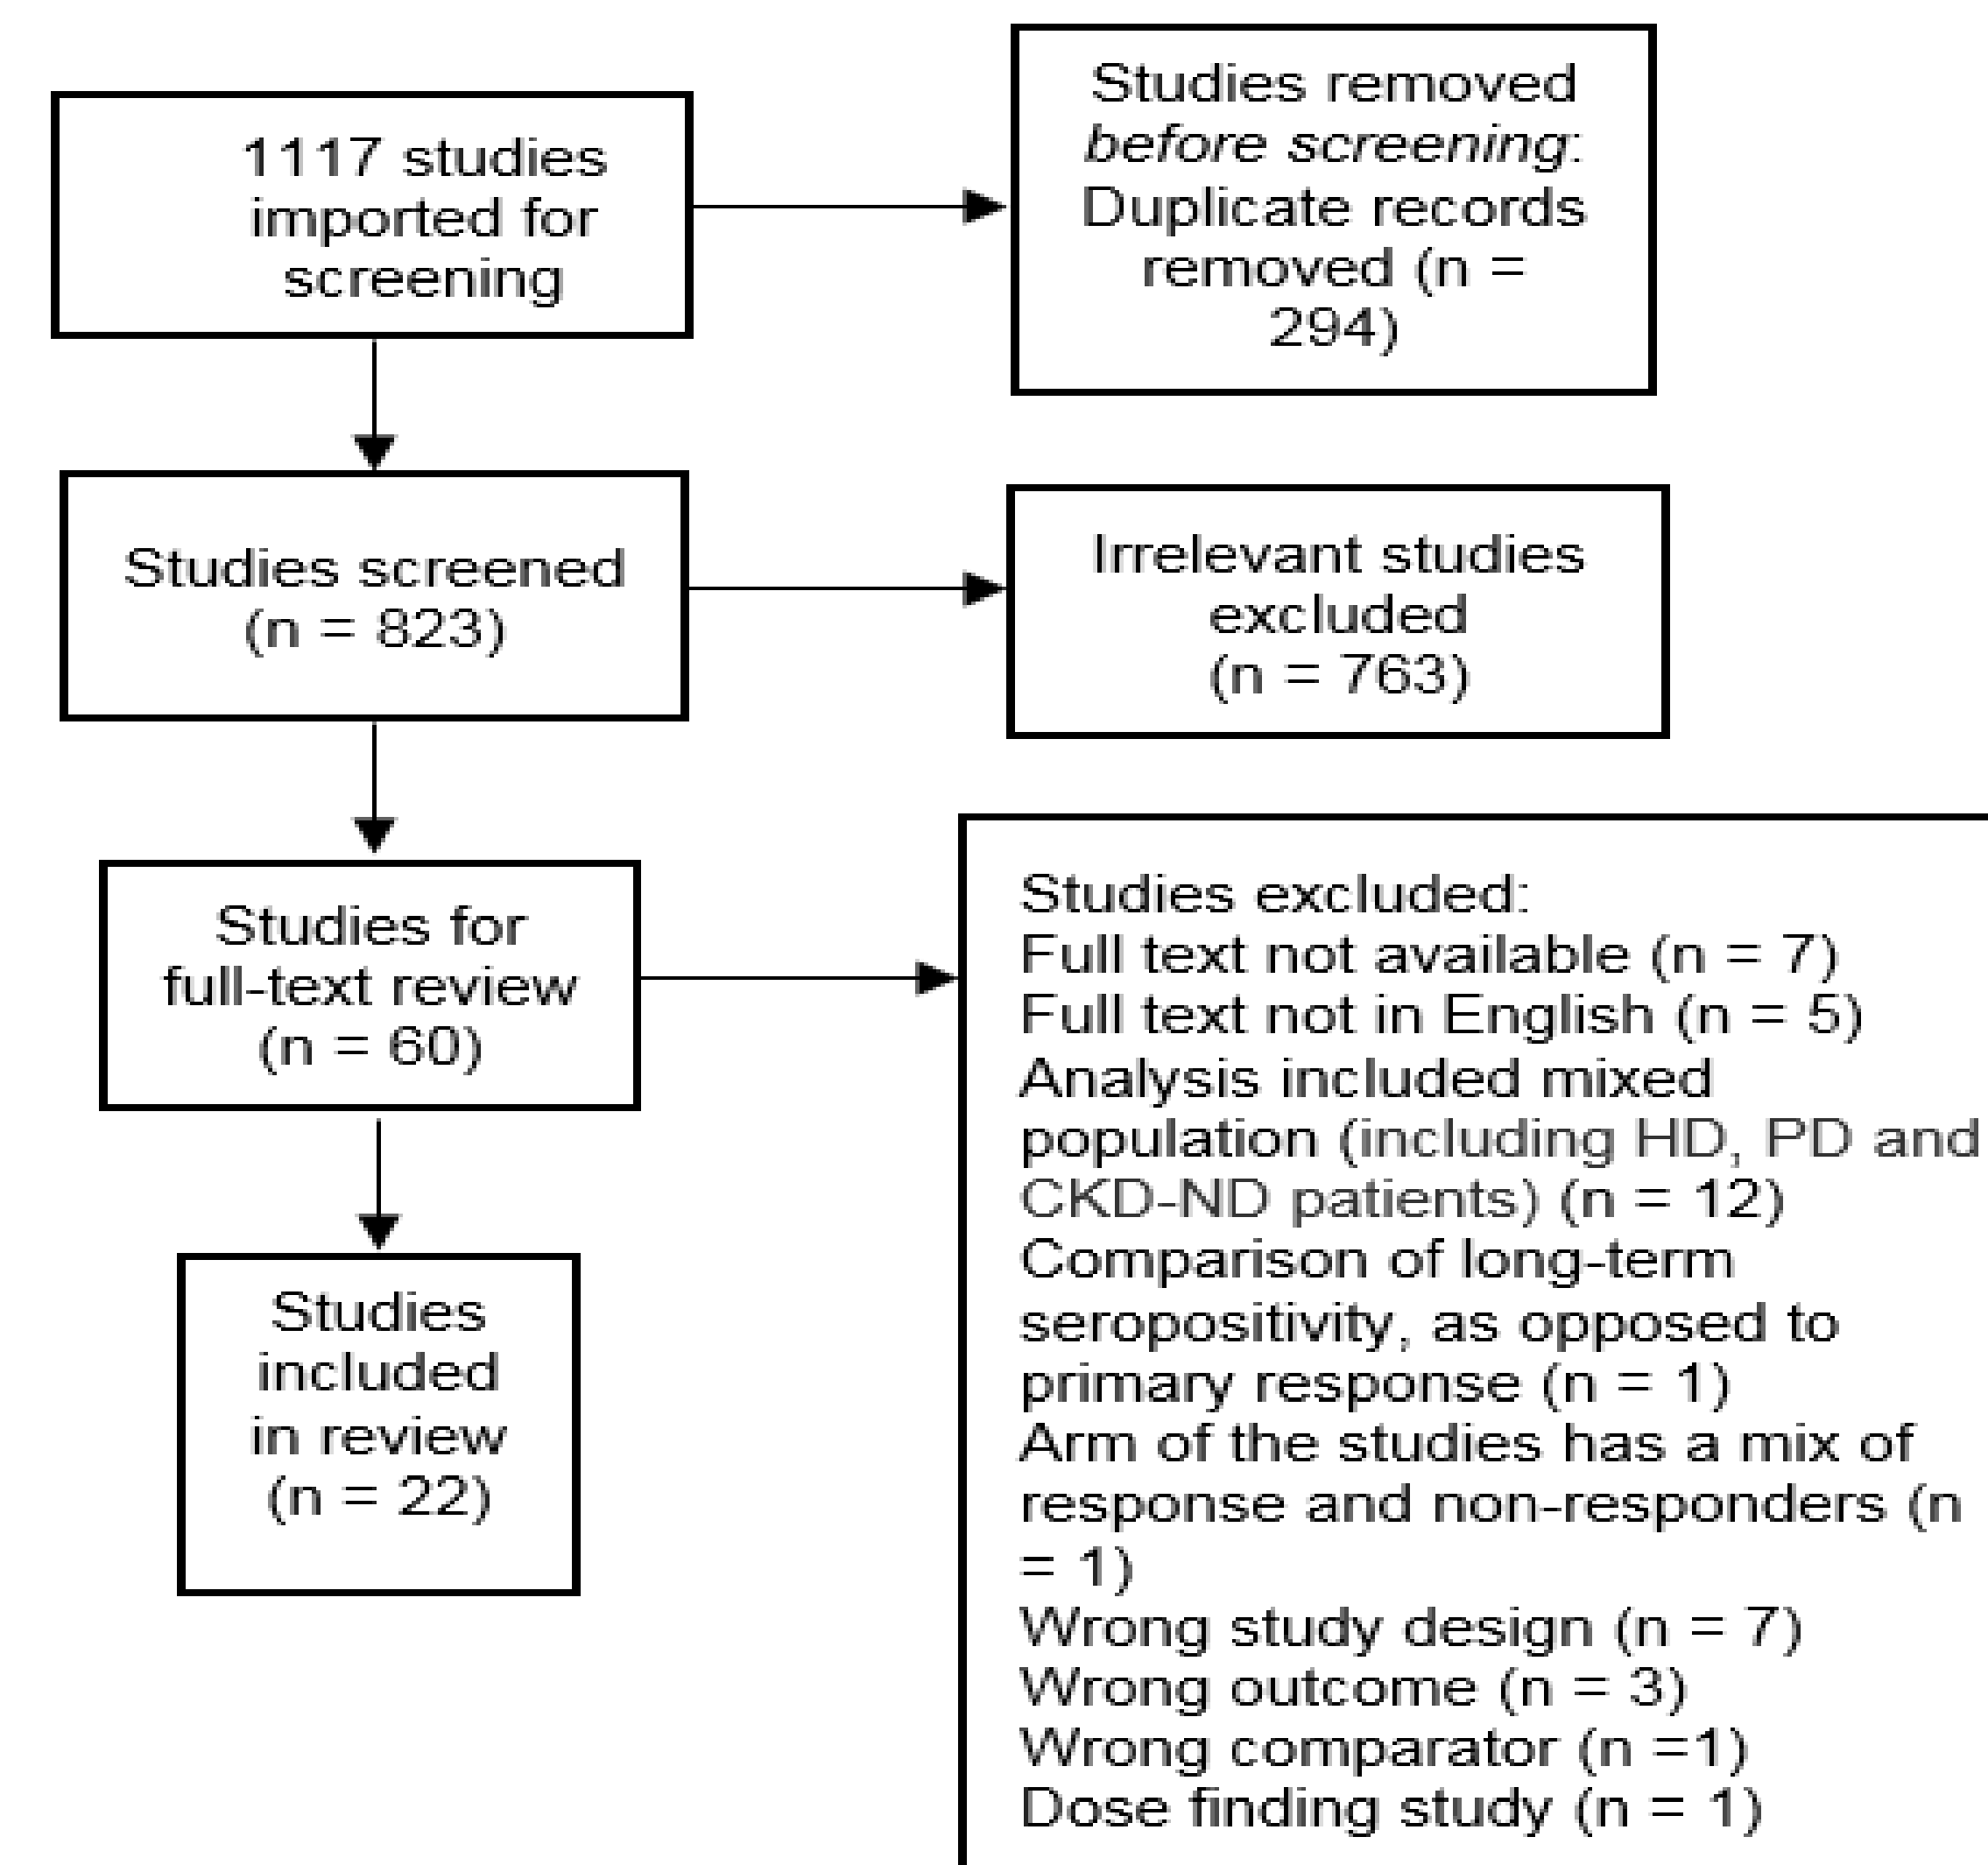 1117 studies
imported for
screening
Studies removed
before screening:
Duplicate records
removed (n =
294)
Studies screened
(n = 823)
Irrelevant studies
excluded
(n = 763)
Studies for
full-text review
(n = 60)
Studies excluded:
Full text not available (n = 7)
Full text not in English (n = 5)
Analysis included mixed
population (including HD, PD and
CKD-ND patients) (n = 12)
Comparison of long-term
seropositivity, as opposed to
primary response (n = 1)
Arm of the studies has a mix of
response and non-responders (n
= 1)
Wrong study design (n = 7)
Wrong outcome (n = 3)
Wrong comparator (n =1)
Dose finding study (n = 1)
Studies
included
in review
(n = 22)